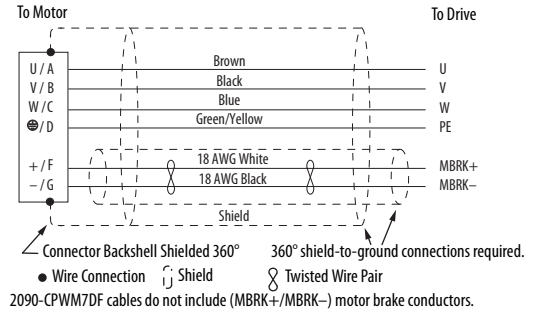 To Motor
To Drive
U / A
Brown
U
V / B
Black
V
W / C
Blue
W
/ D
Green/Yellow
PE
+ / F
18 AWG White
MBRK+
– / G
18 AWG Black
MBRK–
Shield
Connector Backshell Shielded 360°
360° shield-to-ground connections required.
Wire Connection
Shield
Twisted Wire Pair
2090-CPWM7DF cables do not include (MBRK+/MBRK–) motor brake conductors.